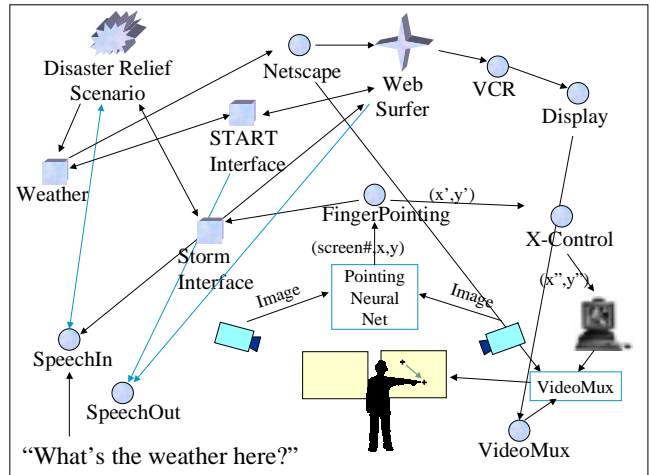 Disaster Relief
Scenario
Netscape
Web
Surfer
VCR
Display
START
Interface
Weather
FingerPointing
(x',y')
X-Control
Storm
Interface
(screen#,x,y)
(x”,y”)
Image
Pointing
Neural
Net
Image
SpeechIn
VideoMux
SpeechOut
VideoMux
“What's the weather here?”